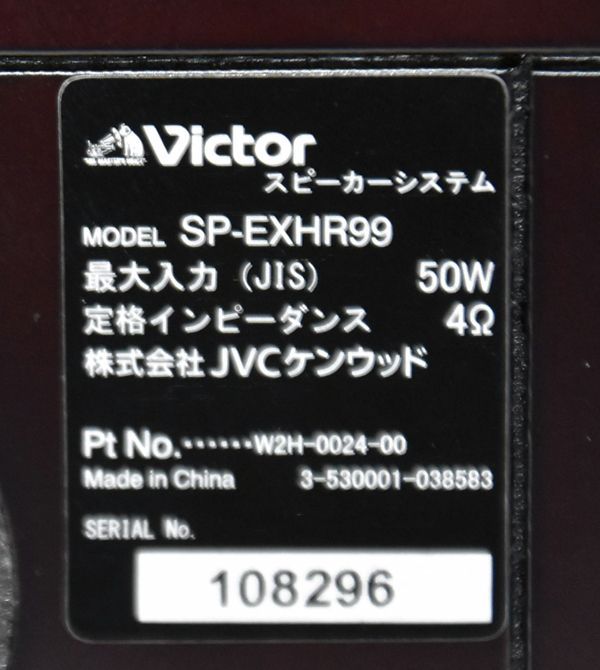 Victor
スピーカーシステム
MODEL SP-EXHR99
最大入力（JIS） 50W
定格インピーダンス 4Ω
株式会社JVCケンウッド
Pt No.･･････W2H-0024-00
Made in China 3-530001-038583
SERIAL No.
108296